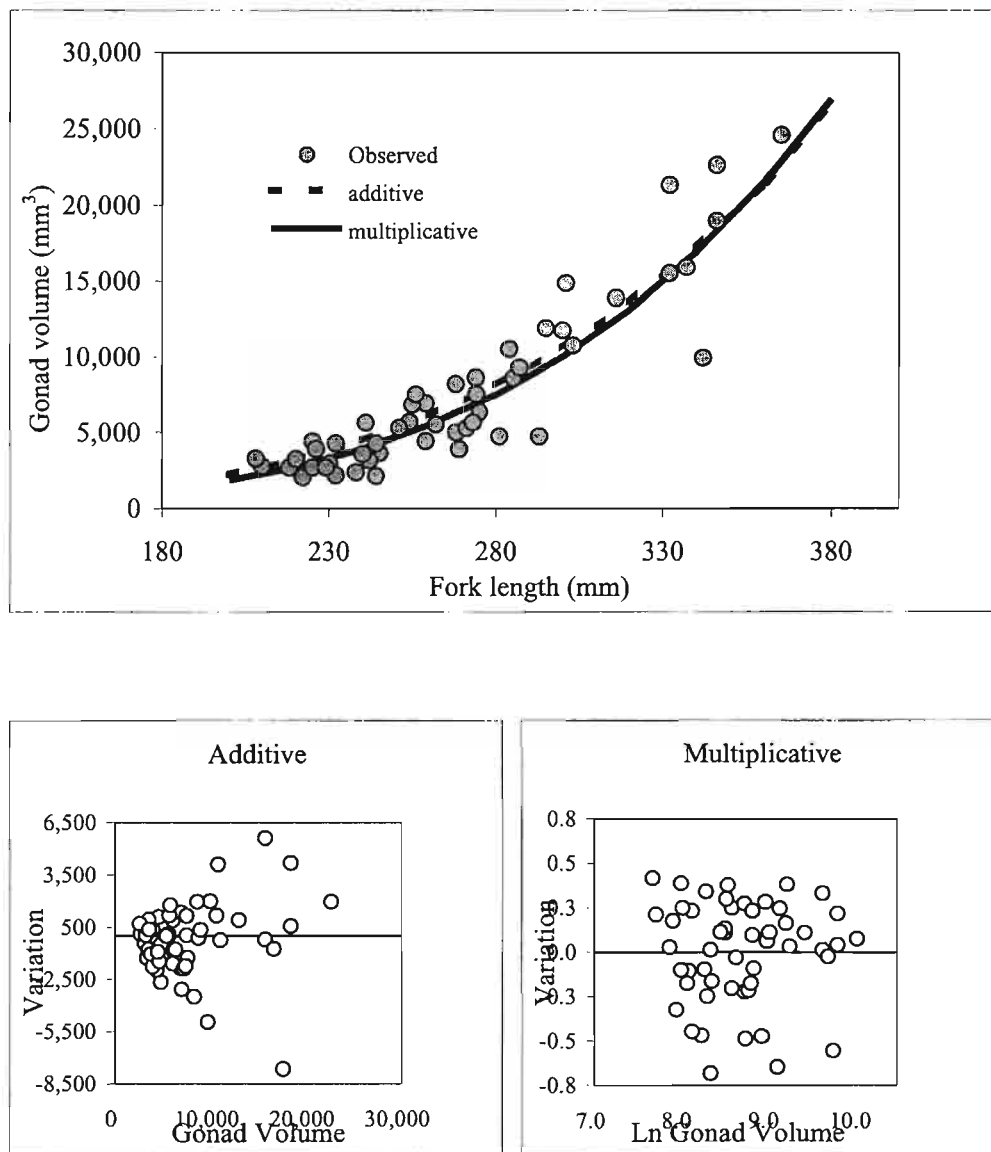 30,000
25,000
20,000
15,000
10,000
5,000
0
Gonad volume (mm³)
Observed
additive
multiplicative
180 230 280 330 380
Fork length (mm)
Additive
6,500
3,500
500
-2,500
-5,500
-8,500
Variation
0 10,000 20,000 30,000
Gonad Volume
Multiplicative
0.8
0.5
0.3
0.0
-0.3
-0.5
-0.8
Variation
7.0 8.0 9.0 10.0
Ln Gonad Volume